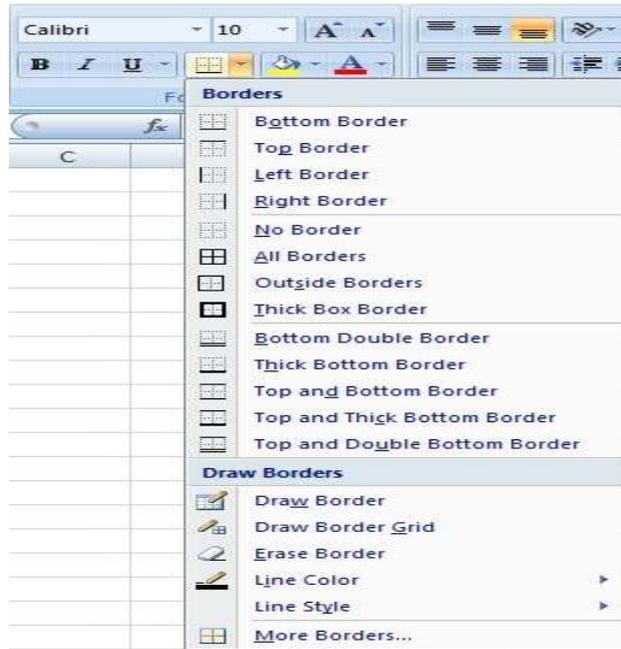 Calibri 10 A A
B I U A
Fo
fx
C
Borders
Bottom Border
Top Border
Left Border
Right Border
No Border
All Borders
Outside Borders
Thick Box Border
Bottom Double Border
Thick Bottom Border
Top and Bottom Border
Top and Thick Bottom Border
Top and Double Bottom Border
Draw Borders
Draw Border
Draw Border Grid
Erase Border
Line Color
Line Style
More Borders...